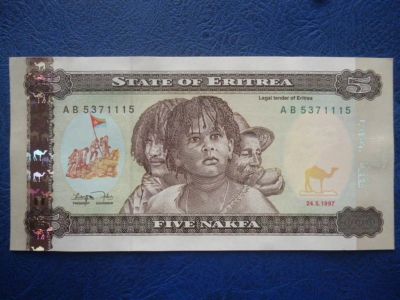 STATE OF ERITREA
5
Legal tender of Eritrea
AB 5371115
AB 5371115
24.5.1997
FIVE NAKFA